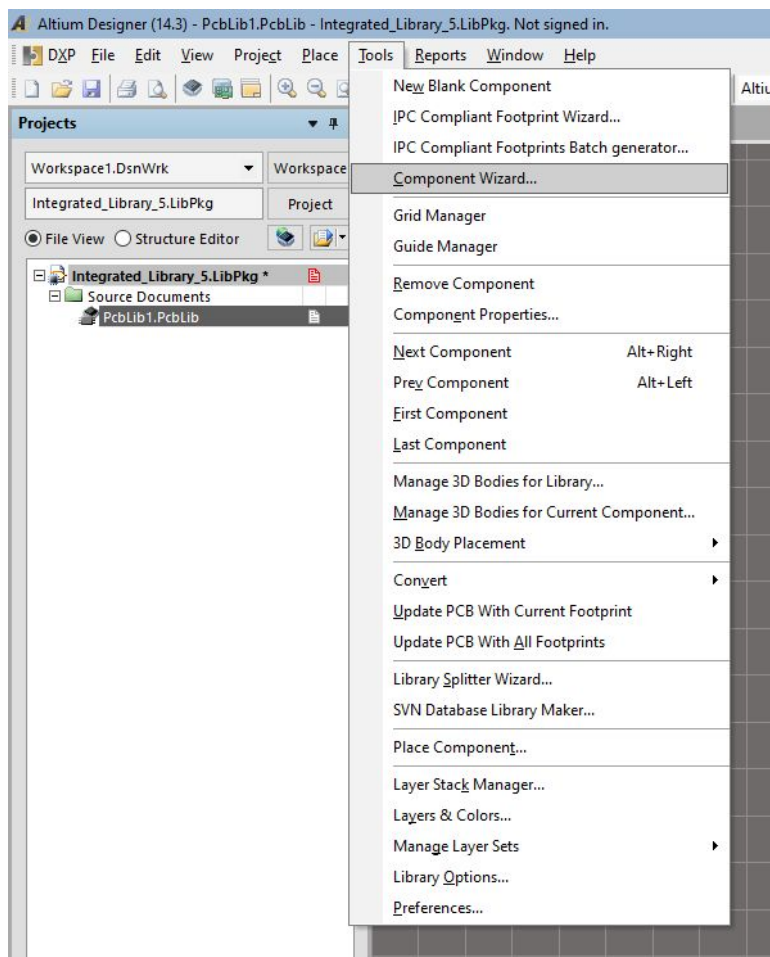 Altium Designer (14.3) - PcbLib1.PcbLib - Integrated_Library_5.LibPkg. Not signed in.
DXP File Edit View Project Place Tools Reports Window Help
Altiu
Projects
Workspace1.DsnWrk Workspace
Integrated_Library_5.LibPkg Project
File View Structure Editor
Integrated_Library_5.LibPkg *
Source Documents
PcbLib1.PcbLib
New Blank Component
IPC Compliant Footprint Wizard...
IPC Compliant Footprints Batch generator...
Component Wizard...
Grid Manager
Guide Manager
Remove Component
Component Properties...
Next Component Alt+Right
Prev Component Alt+Left
First Component
Last Component
Manage 3D Bodies for Library...
Manage 3D Bodies for Current Component...
3D Body Placement
Convert
Update PCB With Current Footprint
Update PCB With All Footprints
Library Splitter Wizard...
SVN Database Library Maker...
Place Component...
Layer Stack Manager...
Layers & Colors...
Manage Layer Sets
Library Options...
Preferences...